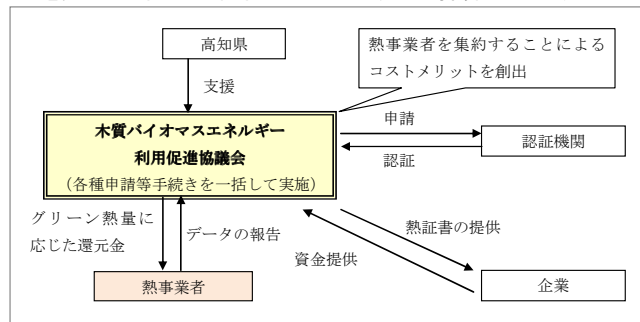 高知県
熱事業者を集約することによる
コストメリットを創出
支援
木質バイオマスエネルギー
利用促進協議会
(各種申請等手続きを一括して実施)
申請
認証
認証機関
グリーン熱量に
応じた還元金
データの報告
熱証書の提供
資金提供
熱事業者
企業